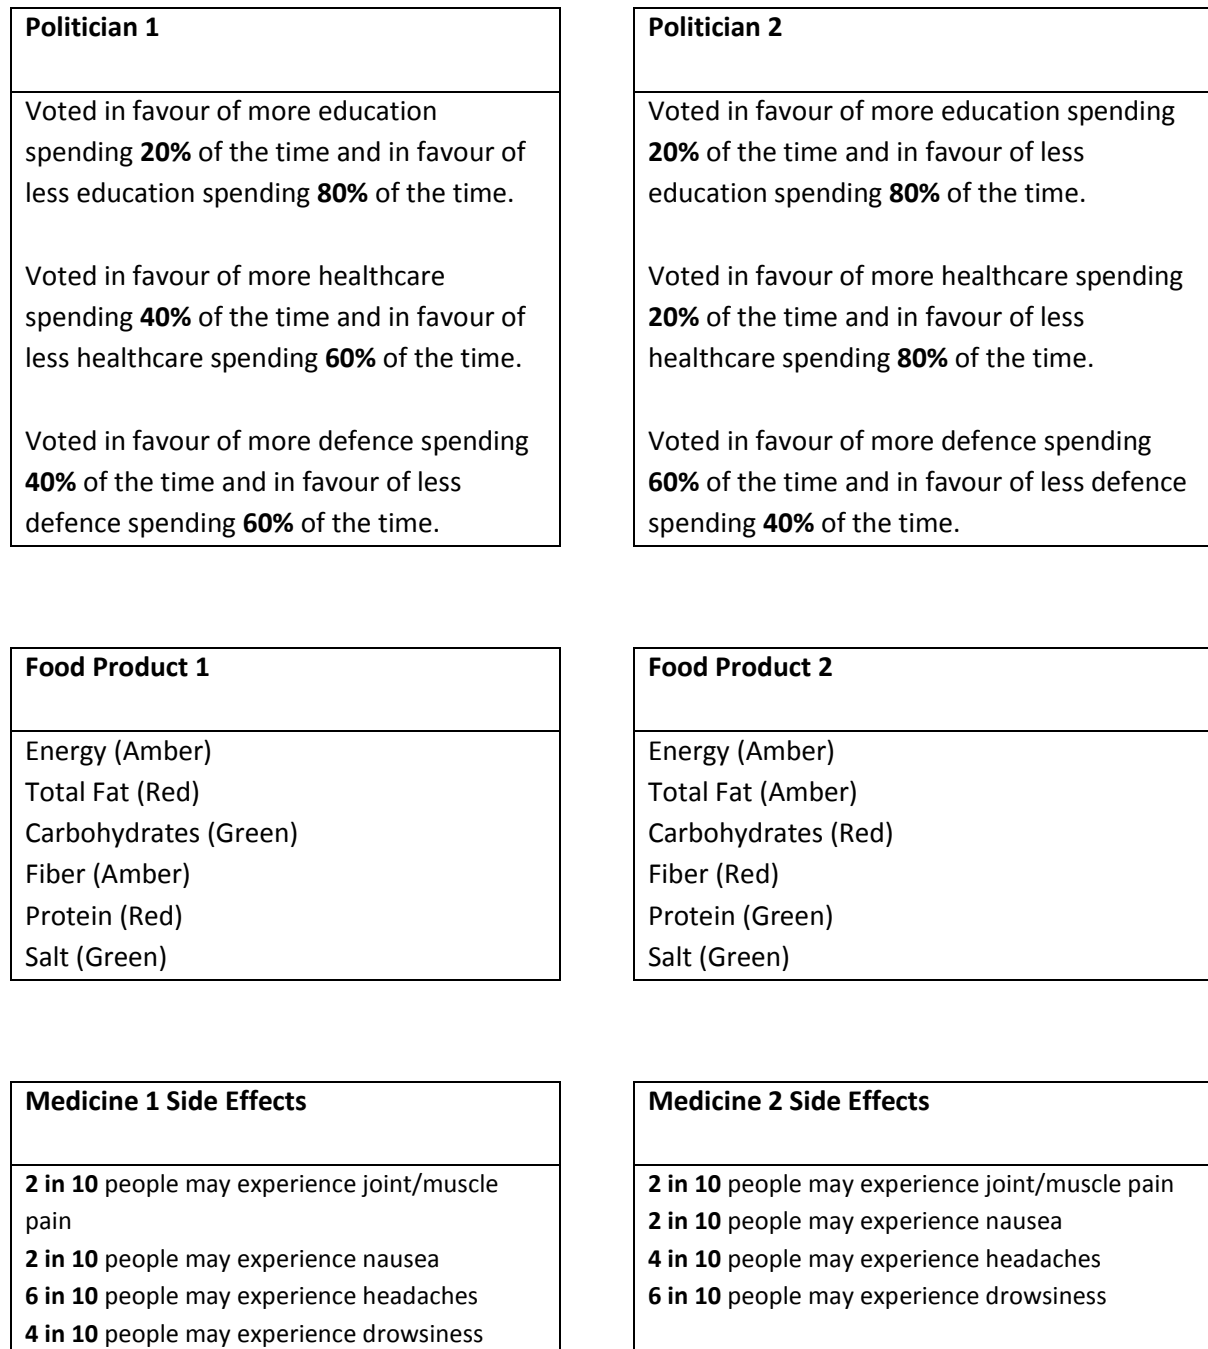 Politician 1
Voted in favour of more education
spending 20% of the time and in favour of
less education spending 80% of the time.
Voted in favour of more healthcare
spending 40% of the time and in favour of
less healthcare spending 60% of the time.
Voted in favour of more defence spending
40% of the time and in favour of less
defence spending 60% of the time.
Politician 2
Voted in favour of more education spending
20% of the time and in favour of less
education spending 80% of the time.
Voted in favour of more healthcare spending
20% of the time and in favour of less
healthcare spending 80% of the time.
Voted in favour of more defence spending
60% of the time and in favour of less defence
spending 40% of the time.
Food Product 1
Energy (Amber)
Total Fat (Red)
Carbohydrates (Green)
Fiber (Amber)
Protein (Red)
Salt (Green)
Food Product 2
Energy (Amber)
Total Fat (Amber)
Carbohydrates (Red)
Fiber (Red)
Protein (Green)
Salt (Green)
Medicine 1 Side Effects
2 in 10 people may experience joint/muscle
pain
2 in 10 people may experience nausea
6 in 10 people may experience headaches
4 in 10 people may experience drowsiness
Medicine 2 Side Effects
2 in 10 people may experience joint/muscle pain
2 in 10 people may experience nausea
4 in 10 people may experience headaches
6 in 10 people may experience drowsiness